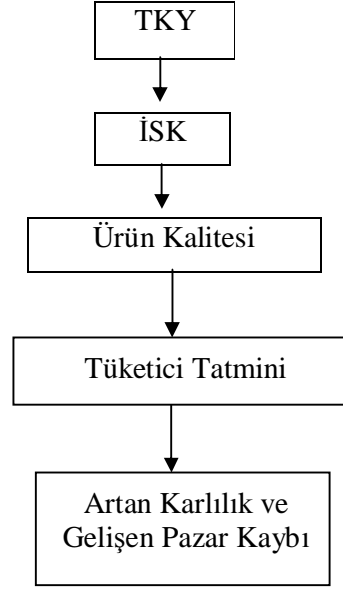 TKY
İSK
Ürün Kalitesi
Tüketici Tatmini
Artan Karlılık ve
Gelişen Pazar Kaybı